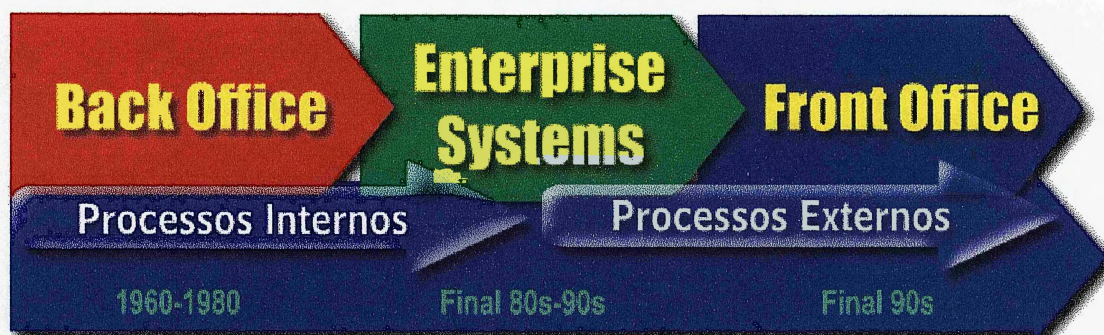 Back Office
Enterprise
Systems
Front Office
Processos Internos
Processos Externos
1960-1980
Final 80s-90s
Final 90s